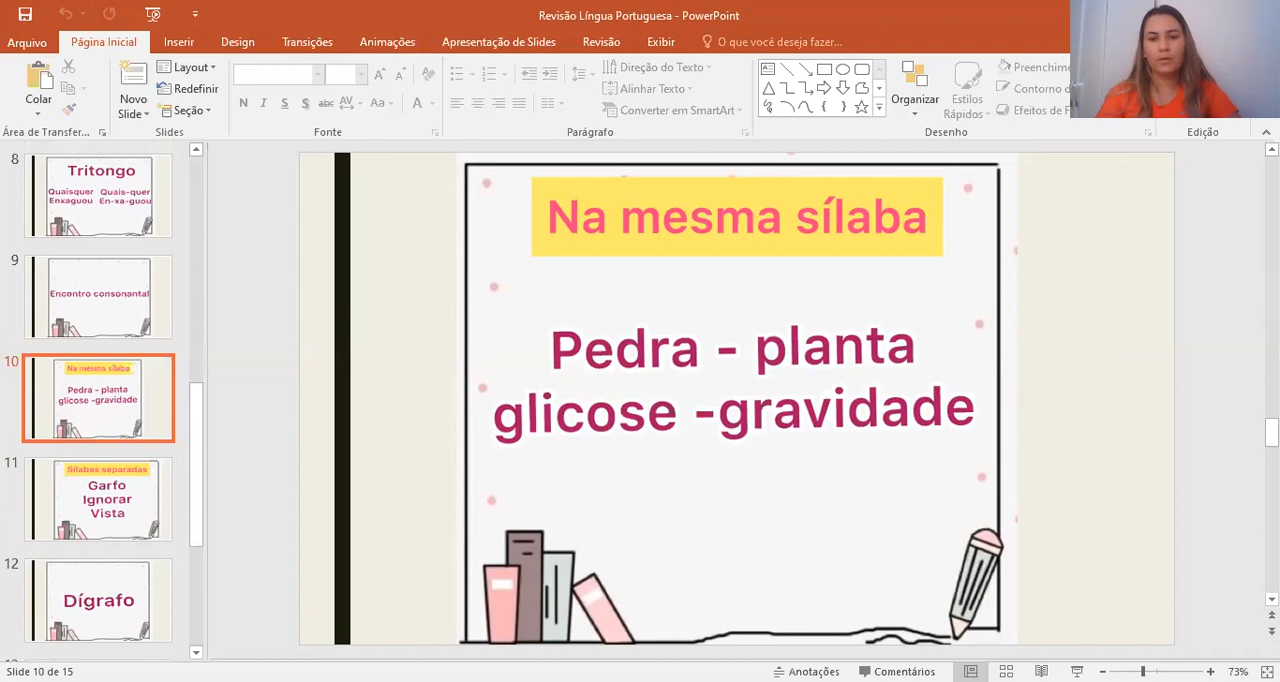 Revisão Língua Portuguesa - PowerPoint
Arquivo
Página Inicial
Inserir
Design
Transições
Animações
Apresentação de Slides
Revisão
Exibir
O que você deseja fazer...
Colar
Novo
Slide
Layout
Redefinir
Seção
N I S S abc AV Aa A
Direção do Texto
Alinhar Texto
Converter em SmartArt
Organizar
Estilos
Rápidos
Preenchime
Contorno d
Efeitos de F
Área de Transfer...
Slides
Fonte
Parágrafo
Desenho
Edição
8
Tritongo
Quaisquer Quais-quer
Enxaguou En-xa-guou
9
Encontro consonantal
10
Na mesma sílaba
Pedra - planta
glicose -gravidade
11
Sílabas separadas
Garfo
Ignorar
Vista
12
Dígrafo
Na mesma sílaba
Pedra - planta
glicose -gravidade
Slide 10 de 15
Anotações
Comentários
73%